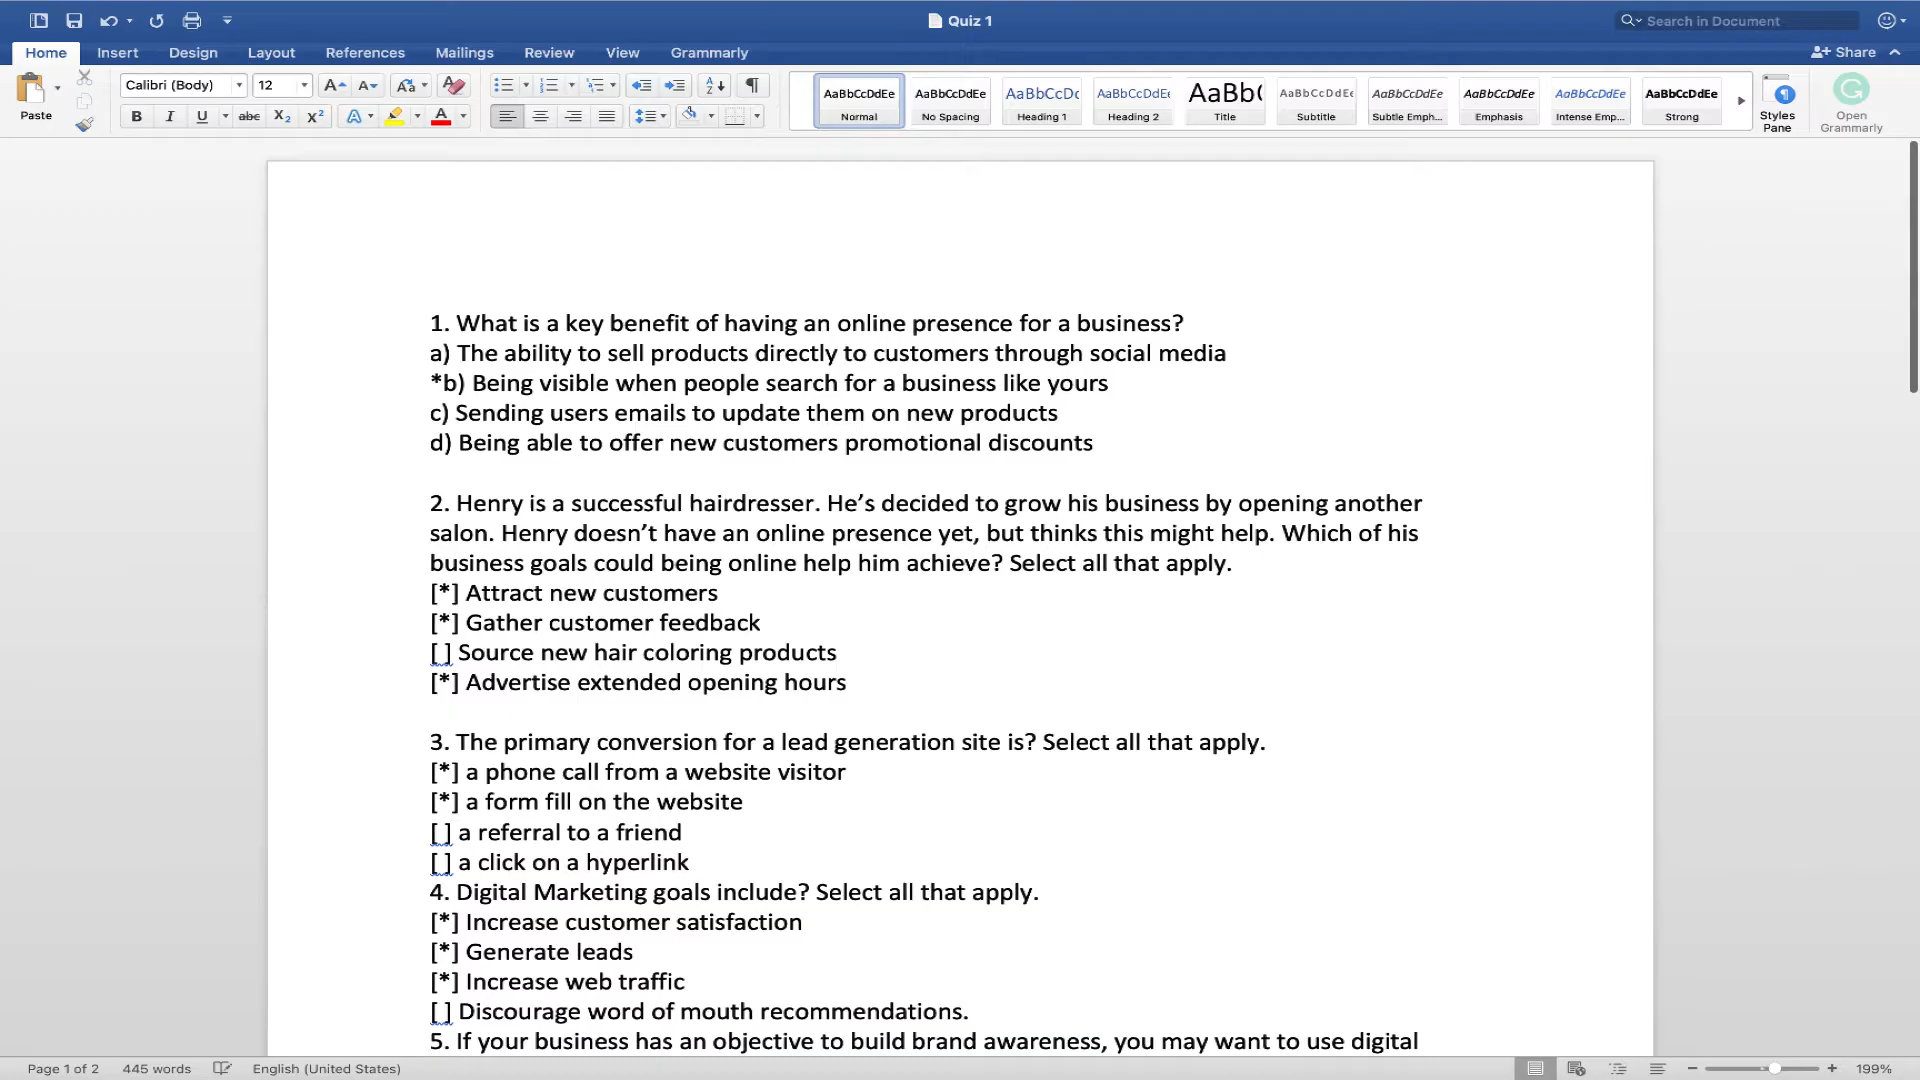 Quiz 1
Search in Document
Home Insert Design Layout References Mailings Review View Grammarly
Share
Paste
Calibri (Body) 12
AaBbCcDdEe Normal
AaBbCcDdEe No Spacing
AaBbCcDc Heading 1
AaBbCcDdEe Heading 2
AaBb( Title
AaBbCcDdEe Subtitle
AaBbCcDdEe Subtle Emph...
AaBbCcDdEe Emphasis
AaBbCcDdEe Intense Emp...
AaBbCcDdEe Strong
Styles Pane
Open Grammarly
1. What is a key benefit of having an online presence for a business?
a) The ability to sell products directly to customers through social media
*b) Being visible when people search for a business like yours
c) Sending users emails to update them on new products
d) Being able to offer new customers promotional discounts
2. Henry is a successful hairdresser. He’s decided to grow his business by opening another
salon. Henry doesn’t have an online presence yet, but thinks this might help. Which of his
business goals could being online help him achieve? Select all that apply.
[*] Attract new customers
[*] Gather customer feedback
[ ] Source new hair coloring products
[*] Advertise extended opening hours
3. The primary conversion for a lead generation site is? Select all that apply.
[*] a phone call from a website visitor
[*] a form fill on the website
[ ] a referral to a friend
[ ] a click on a hyperlink
4. Digital Marketing goals include? Select all that apply.
[*] Increase customer satisfaction
[*] Generate leads
[*] Increase web traffic
[ ] Discourage word of mouth recommendations.
5. If your business has an objective to build brand awareness, you may want to use digital
Page 1 of 2 445 words English (United States) 199%